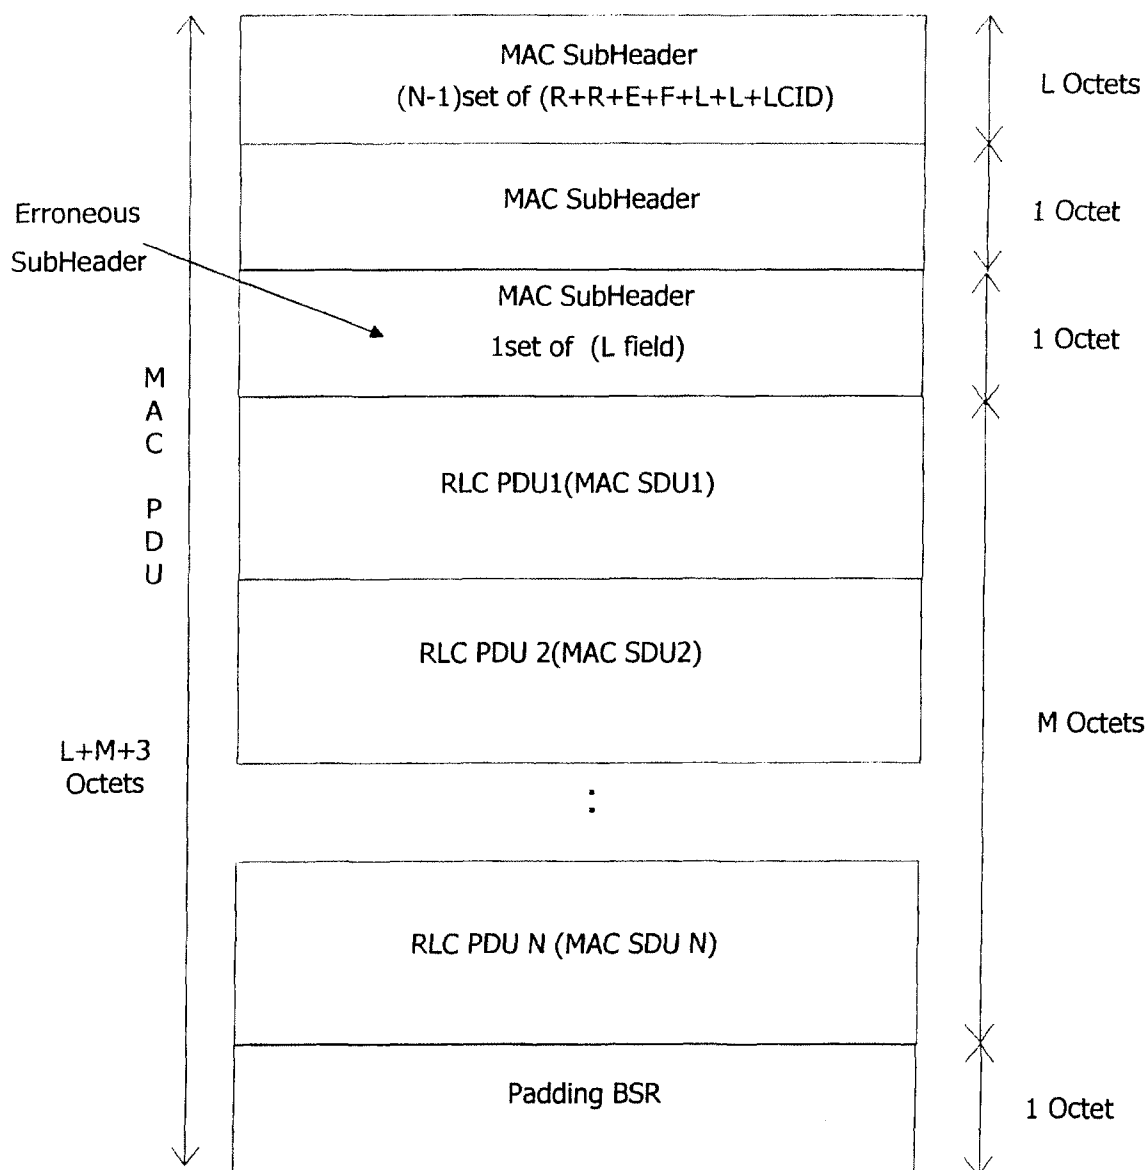 MAC SubHeader
(N-1)set of (R+R+E+F+L+L+LCID)
L Octets
MAC SubHeader
1 Octet
Erroneous
SubHeader
MAC SubHeader
1set of (L field)
1 Octet
MAC PDU
RLC PDU1(MAC SDU1)
RLC PDU 2(MAC SDU2)
M Octets
L+M+3
Octets
:
RLC PDU N (MAC SDU N)
Padding BSR
1 Octet